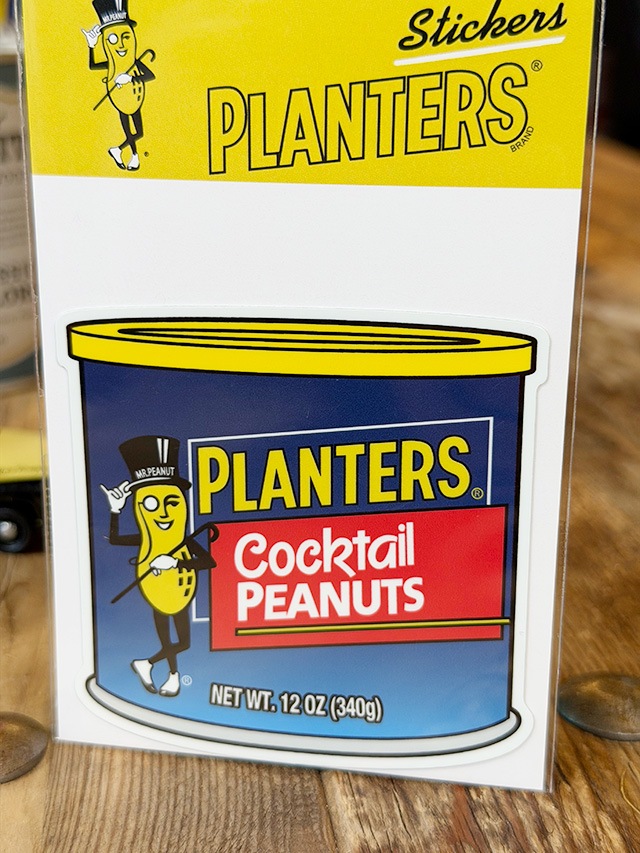 MR.PEANUT
Stickers
PLANTERS®
BRAND
®
MR.PEANUT
PLANTERS®
Cocktail
PEANUTS
®
NET WT. 12 OZ (340g)